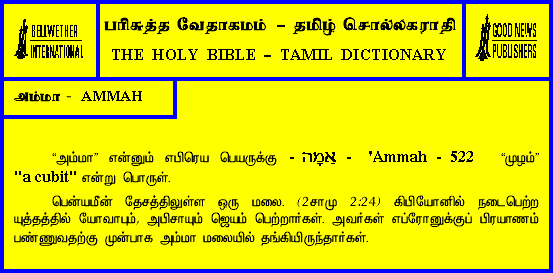 BELLWETHER
INTERNATIONAL
பரிசுத்த வேதாகமம் – தமிழ் சொல்லகராதி
THE HOLY BIBLE – TAMIL DICTIONARY
GOOD NEWS
PUBLISHERS
அம்மா - AMMAH
“அம்மா” என்னும் எபிரெய பெயருக்கு - אַמָּה - 'Ammah - 522 “முழம்”
"a cubit" என்று பொருள்.
பென்யமீன் தேசத்திலுள்ள ஒரு மலை. (2சாமு 2:24) கிபியோனில் நடைபெற்ற
யுத்தத்தில் யோவாபும், அபிசாயும் ஜெயம் பெற்றார்கள். அவர்கள் எப்ரோனுக்குப் பிரயாணம்
பண்ணுவதற்கு முன்பாக அம்மா மலையில் தங்கியிருந்தார்கள்.